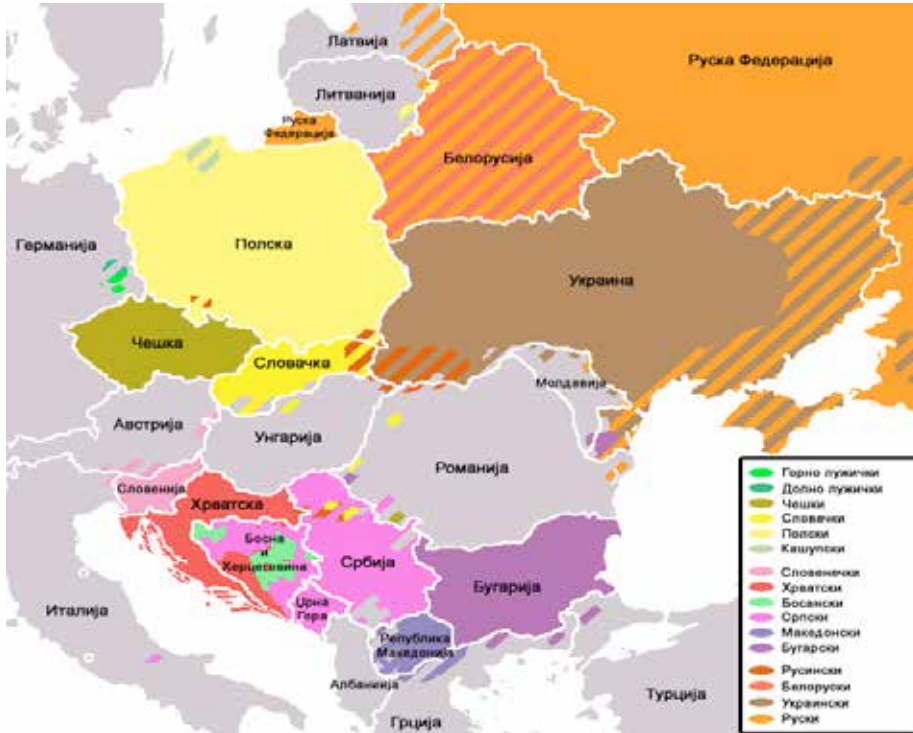 Латвија
Руска Федерација
Литванија
Руска
Федерација
Белорусија
Германија
Полска
Украина
Чешка
Словачка
Молдавија
Австрија
Унгарија
Романија
Словенија
Хрватска
Босна
и
Херцеговина
Србија
Црна
Гора
Бугарија
Италија
Република
Македонија
Албанија
Турција
Грција
Горно лужички
Долно лужички
Чешки
Словачки
Полски
Кашупски
Словенечки
Хрватски
Босански
Српски
Македонски
Бугарски
Русински
Белоруски
Украински
Руски